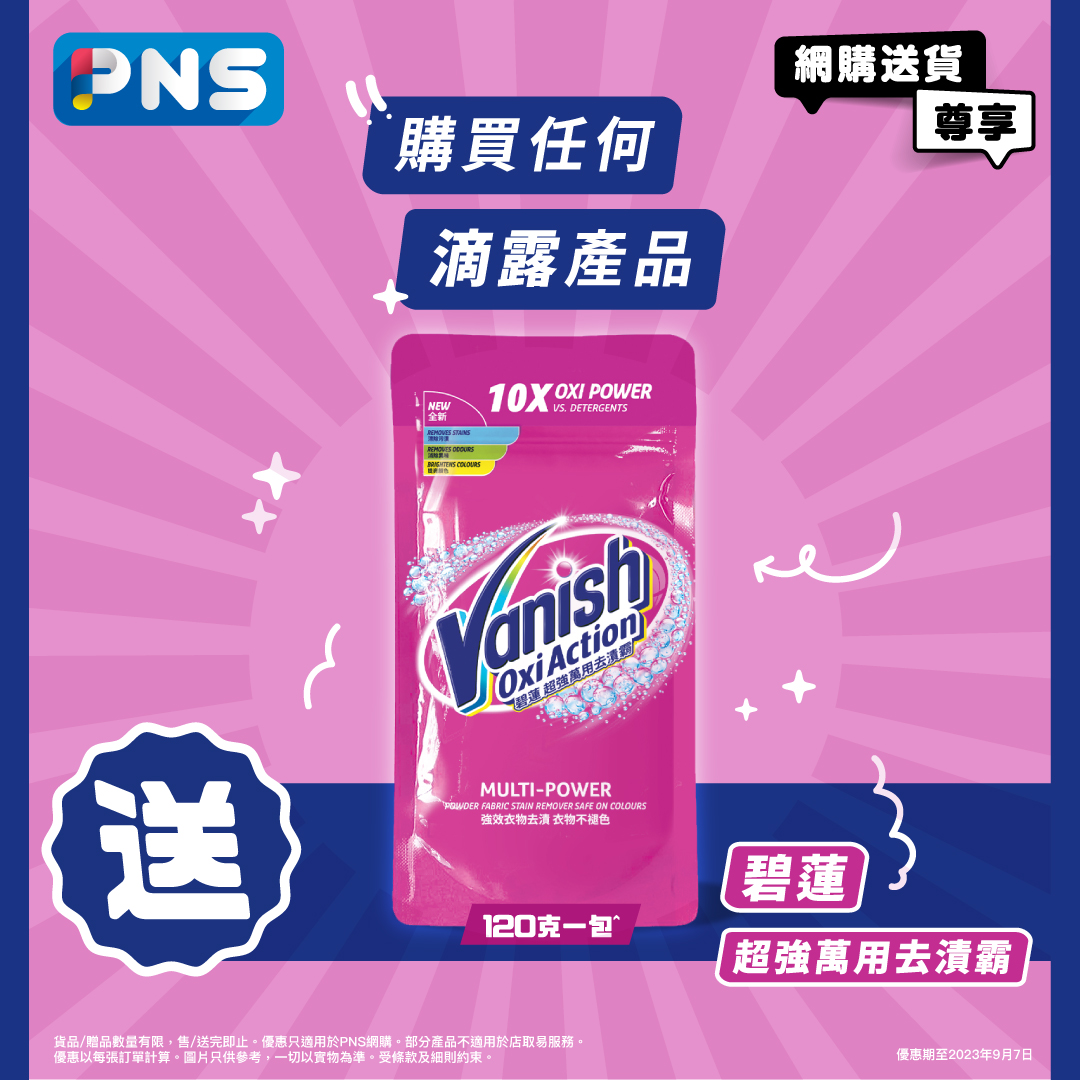 PNS
網購送貨
尊享
購買任何
滴露產品
10X OXI POWER
VS. DETERGENTS
NEW
全新
REMOVES STAINS
清除污漬
REMOVES ODOURS
BRIGHTENS COLOURS
Vanish
Oxi Action
碧蓮 超強萬用去漬霸
MULTI-POWER
POWDER FABRIC STAIN REMOVER SAFE ON COLOURS
強效衣物去漬 衣物不褪色
120克一包^
送
碧蓮
超強萬用去漬霸
貨品/贈品數量有限，售/送完即止。優惠只適用於PNS網購。部分產品不適用於店取易服務。
優惠以每張訂單計算。圖片只供參考，一切以實物為準。受條款及細則約束。
優惠期至2023年9月7日